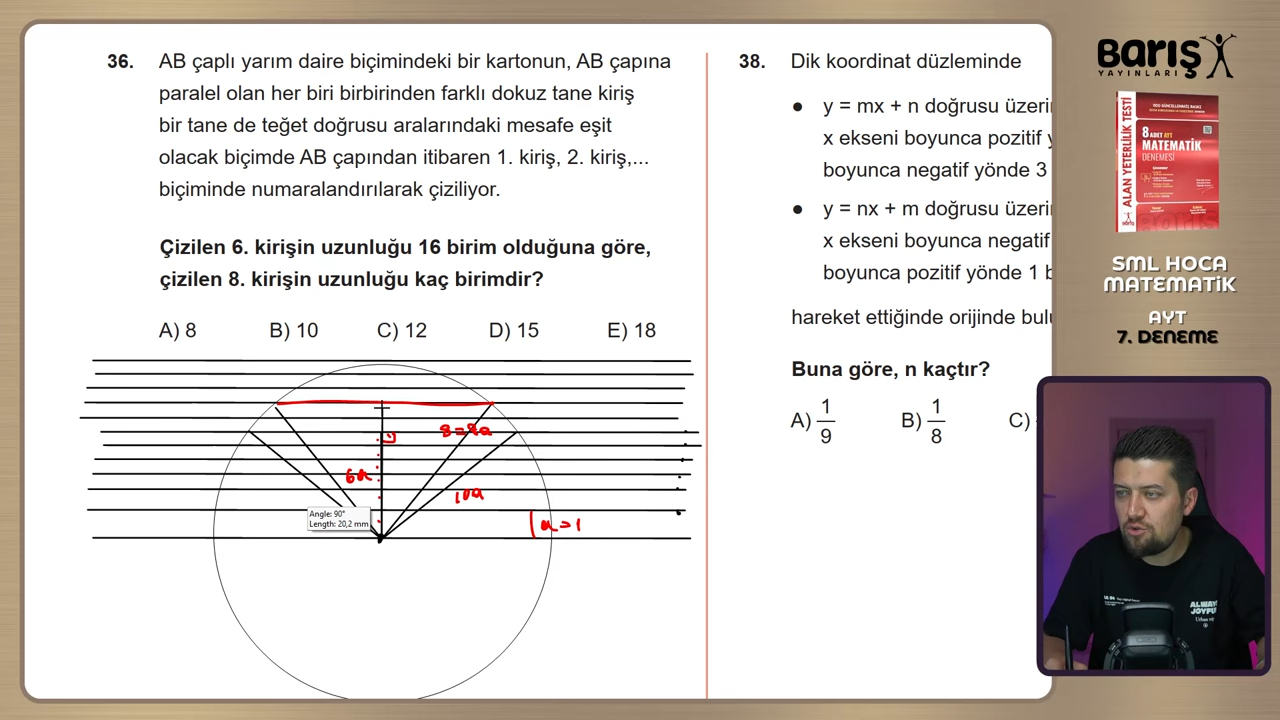 36. AB çaplı yarım daire biçimindeki bir kartonun, AB çapına
paralel olan her biri birbirinden farklı dokuz tane kiriş
bir tane de teğet doğrusu aralarındaki mesafe eşit
olacak biçimde AB çapından itibaren 1. kiriş, 2. kiriş,...
biçiminde numaralandırılarak çiziliyor.
Çizilen 6. kirişin uzunluğu 16 birim olduğuna göre,
çizilen 8. kirişin uzunluğu kaç birimdir?
A) 8 B) 10 C) 12 D) 15 E) 18
8=8a
6a
10a
Angle: 90°
Length: 20,2 mm
a=1
38. Dik koordinat düzleminde
● y = mx + n doğrusu üzerin
x ekseni boyunca pozitif y
boyunca negatif yönde 3
● y = nx + m doğrusu üzerin
x ekseni boyunca negatif
boyunca pozitif yönde 1 b
hareket ettiğinde orijinde bulu
Buna göre, n kaçtır?
A) 1/9 B) 1/8 C)
BARIŞ
YAYINLARI
ALAN YETERLİLİK TESTİ
8 ADET AYT
MATEMATİK
DENEMESİ
SML HOCA
MATEMATİK
AYT
7. DENEME
ALWAYS
JOYFUL